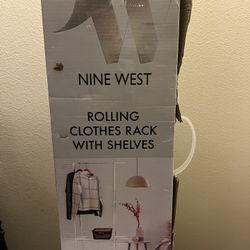 NINE WEST
ROLLING
CLOTHES RACK
WITH SHELVES